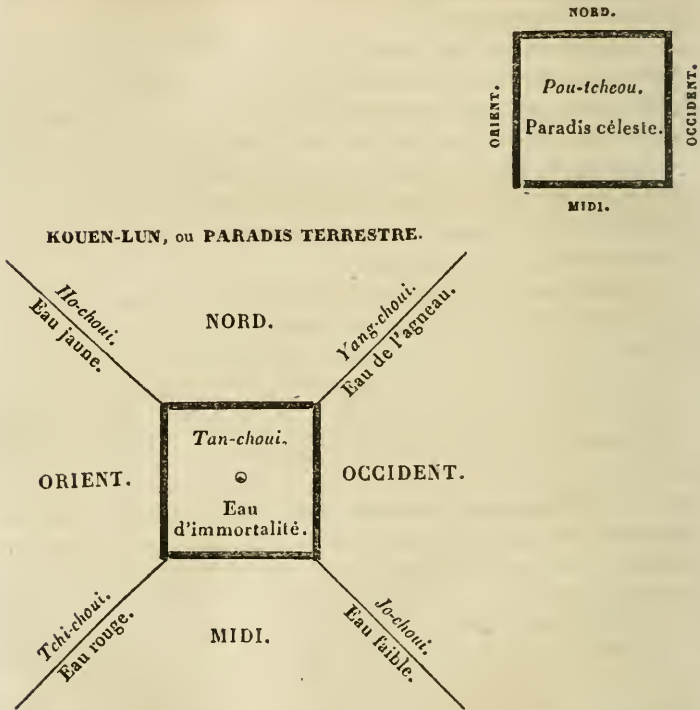 NORD.
ORIENT.
Pou-tcheou.
Paradis céleste.
OCCIDENT.
MIDI.
KOUEN-LUN, ou PARADIS TERRESTRE.
Ho-choui.
Eau jaune.
NORD.
Yang-choui.
Eau de l'agneau.
ORIENT.
Tan-choui.
Eau
d'immortalité.
OCCIDENT.
Tchi-choui.
Eau rouge.
MIDI.
Jo-choui.
Eau faible.